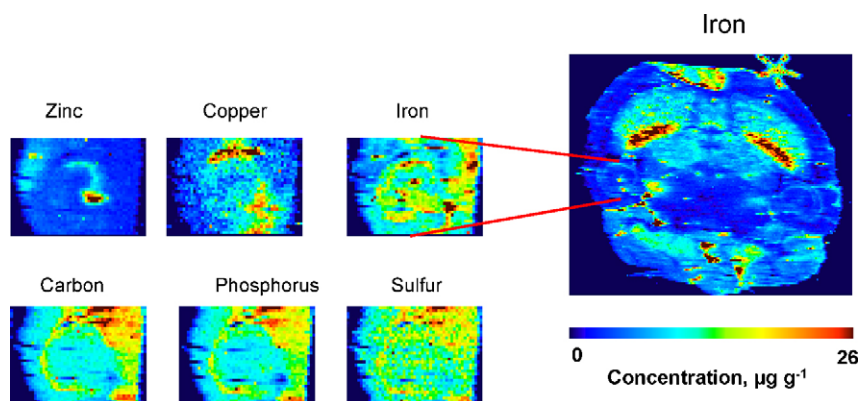 Iron
Zinc
Copper
Iron
Carbon
Phosphorus
Sulfur
0
26
Concentration, µg g⁻¹